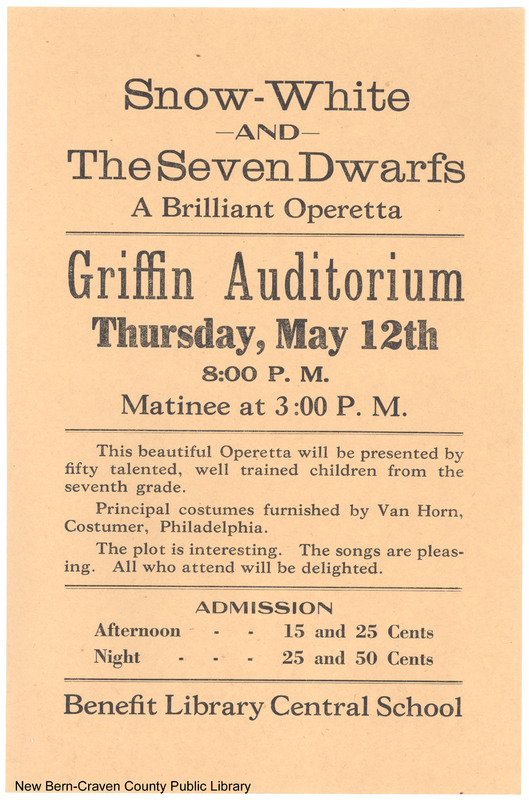 Snow-White
—AND—
The Seven Dwarfs
A Brilliant Operetta
Griffin Auditorium
Thursday, May 12th
8:00 P. M.
Matinee at 3:00 P. M.
This beautiful Operetta will be presented by
fifty talented, well trained children from the
seventh grade.
Principal costumes furnished by Van Horn,
Costumer, Philadelphia.
The plot is interesting. The songs are pleas-
ing. All who attend will be delighted.
ADMISSION
Afternoon - - 15 and 25 Cents
Night - - - 25 and 50 Cents
Benefit Library Central School
New Bern-Craven County Public Library